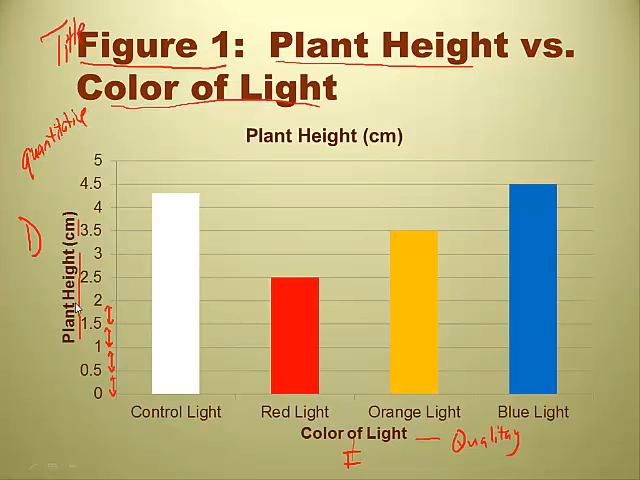 Title
Figure 1: Plant Height vs.
Color of Light
quantitative
Plant Height (cm)
5
4.5
4
3.5
3
2.5
2
1.5
1
0.5
0
D
Plant Height (cm)
Control Light Red Light Orange Light Blue Light
Color of Light
I